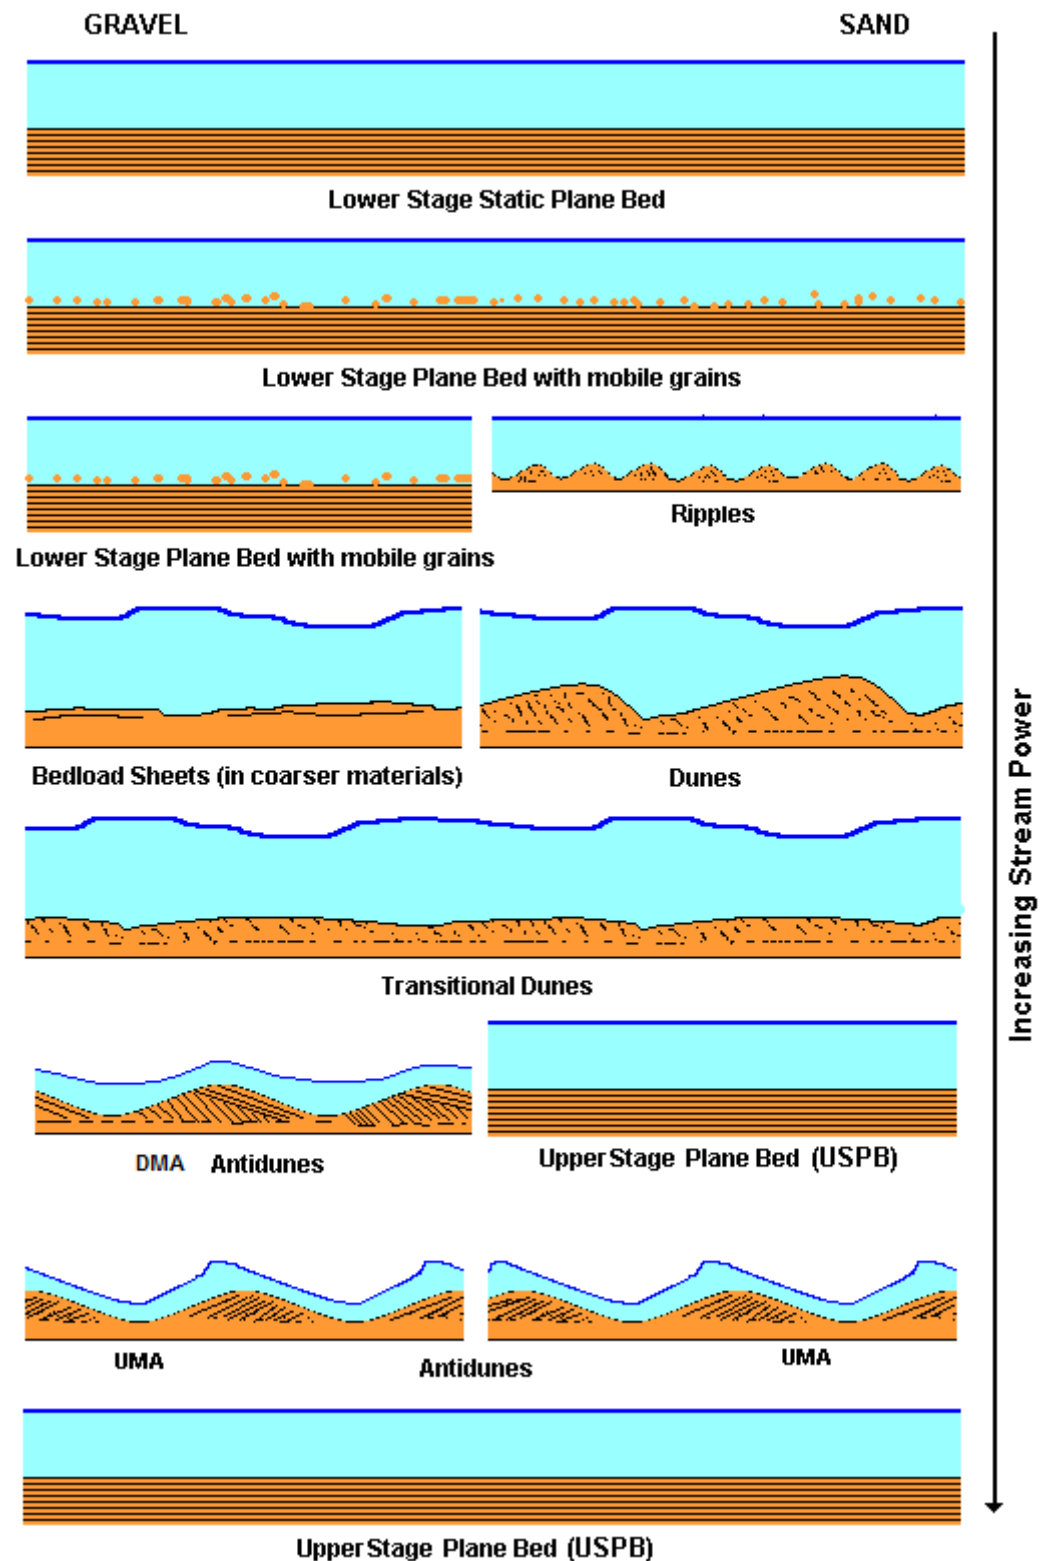 GRAVEL SAND
Lower Stage Static Plane Bed
Lower Stage Plane Bed with mobile grains
Ripples
Lower Stage Plane Bed with mobile grains
Bedload Sheets (in coarser materials)
Dunes
Transitional Dunes
DMA Antidunes
Upper Stage Plane Bed (USPB)
UMA
Antidunes
UMA
Upper Stage Plane Bed (USPB)
Increasing Stream Power